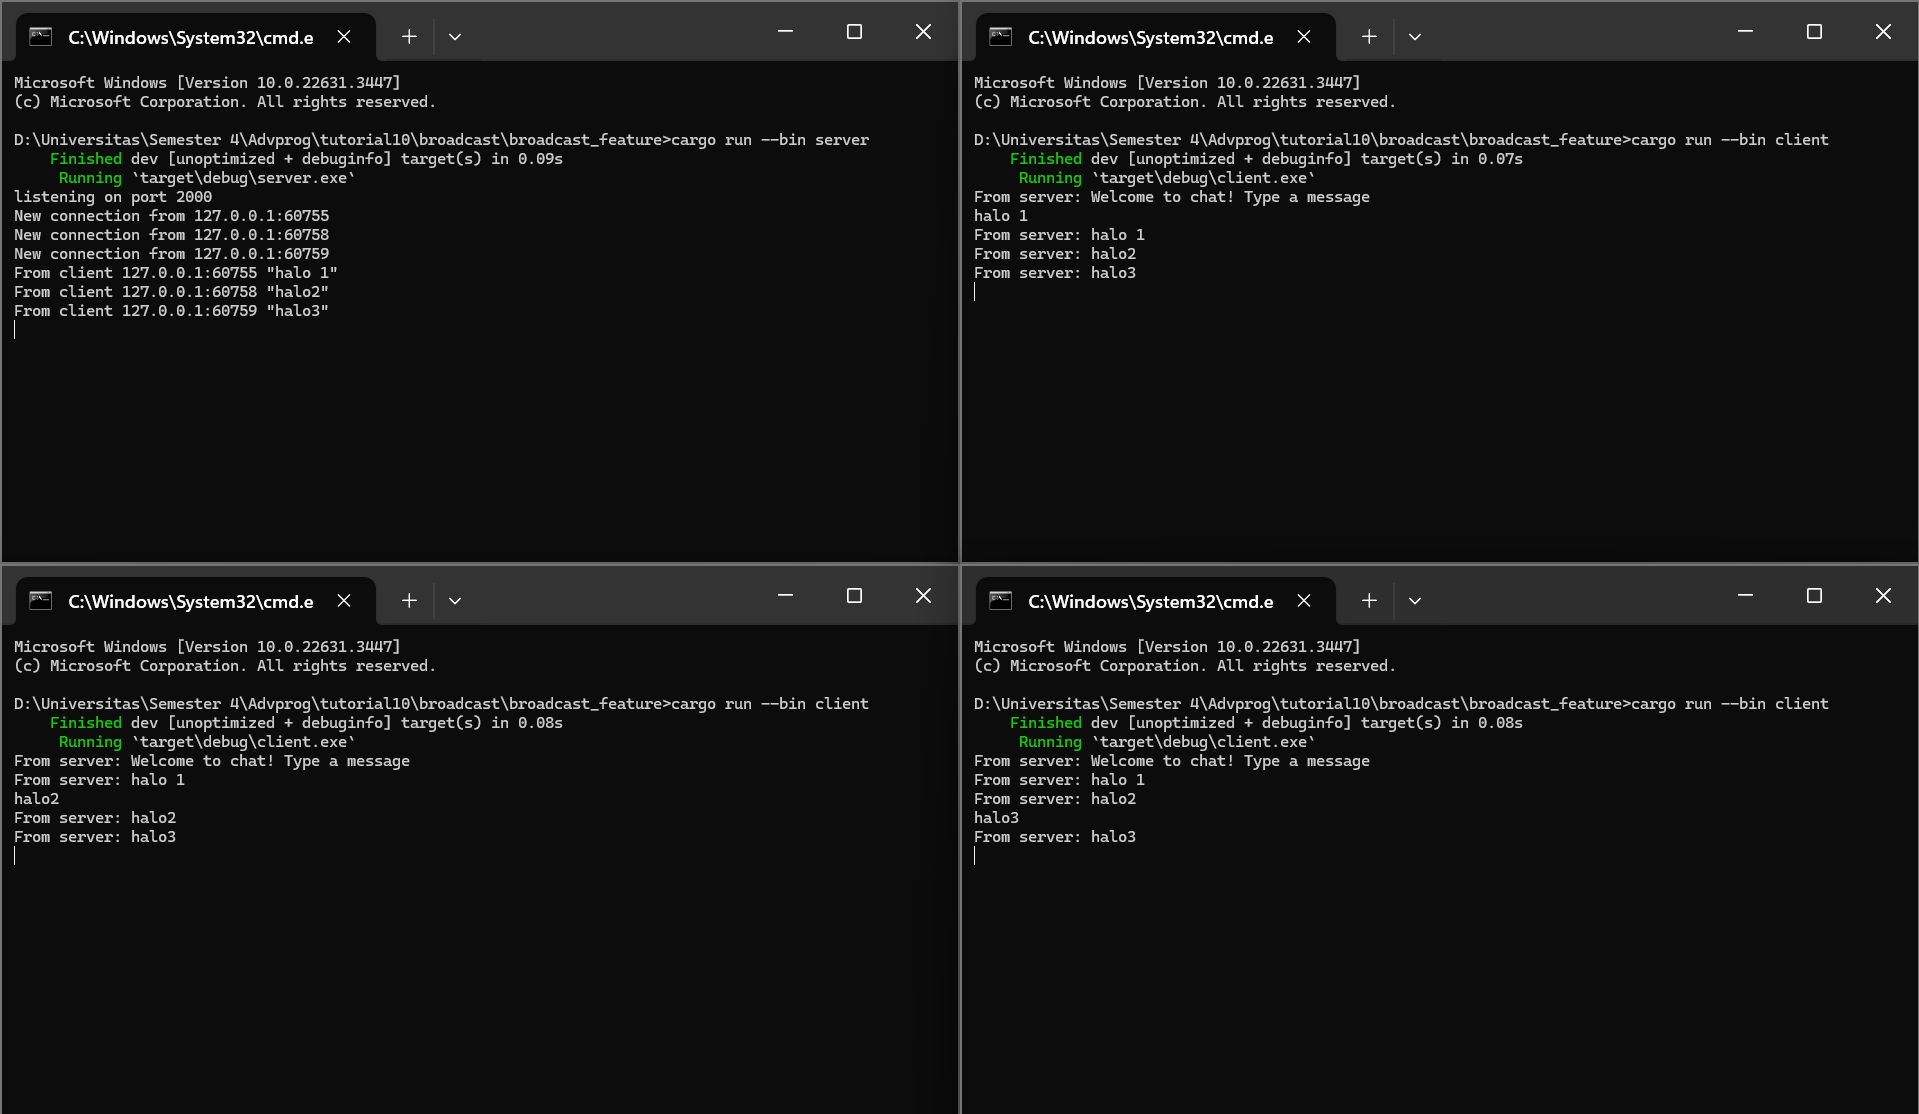 C:\Windows\System32\cmd.e
Microsoft Windows [Version 10.0.22631.3447]
(c) Microsoft Corporation. All rights reserved.
D:\Universitas\Semester 4\Advprog\tutorial10\broadcast\broadcast_feature>cargo run --bin server
Finished dev [unoptimized + debuginfo] target(s) in 0.09s
Running `target\debug\server.exe`
listening on port 2000
New connection from 127.0.0.1:60755
New connection from 127.0.0.1:60758
New connection from 127.0.0.1:60759
From client 127.0.0.1:60755 "halo 1"
From client 127.0.0.1:60758 "halo2"
From client 127.0.0.1:60759 "halo3"
C:\Windows\System32\cmd.e
Microsoft Windows [Version 10.0.22631.3447]
(c) Microsoft Corporation. All rights reserved.
D:\Universitas\Semester 4\Advprog\tutorial10\broadcast\broadcast_feature>cargo run --bin client
Finished dev [unoptimized + debuginfo] target(s) in 0.07s
Running `target\debug\client.exe`
From server: Welcome to chat! Type a message
halo 1
From server: halo 1
From server: halo2
From server: halo3
C:\Windows\System32\cmd.e
Microsoft Windows [Version 10.0.22631.3447]
(c) Microsoft Corporation. All rights reserved.
D:\Universitas\Semester 4\Advprog\tutorial10\broadcast\broadcast_feature>cargo run --bin client
Finished dev [unoptimized + debuginfo] target(s) in 0.08s
Running `target\debug\client.exe`
From server: Welcome to chat! Type a message
From server: halo 1
halo2
From server: halo2
From server: halo3
C:\Windows\System32\cmd.e
Microsoft Windows [Version 10.0.22631.3447]
(c) Microsoft Corporation. All rights reserved.
D:\Universitas\Semester 4\Advprog\tutorial10\broadcast\broadcast_feature>cargo run --bin client
Finished dev [unoptimized + debuginfo] target(s) in 0.08s
Running `target\debug\client.exe`
From server: Welcome to chat! Type a message
From server: halo 1
From server: halo2
halo3
From server: halo3